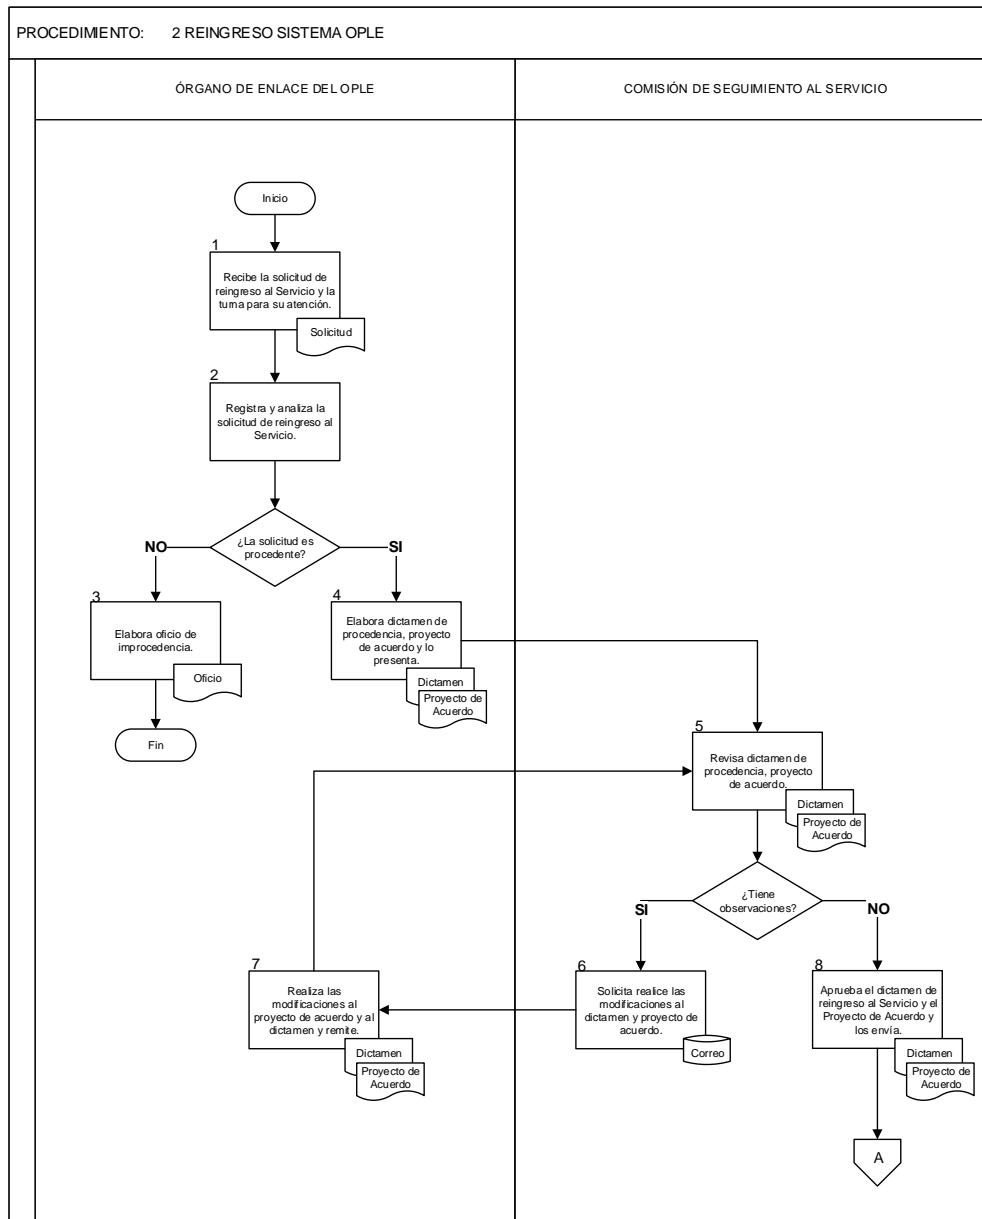 PROCEDIMIENTO: 2 REINGRESO SISTEMA OPLE
ÓRGANO DE ENLACE DEL OPLE
COMISIÓN DE SEGUIMIENTO AL SERVICIO
Inicio
1
Recibe la solicitud de
reingreso al Servicio y la
turna para su atención.
Solicitud
2
Registra y analiza la
solicitud de reingreso al
Servicio.
¿La solicitud es
procedente?
NO
SI
3
Elabora oficio de
improcedencia.
Oficio
Fin
4
Elabora dictamen de
procedencia, proyecto
de acuerdo y lo
presenta.
Dictamen
Proyecto de
Acuerdo
5
Revisa dictamen de
procedencia, proyecto
de acuerdo.
Dictamen
Proyecto de
Acuerdo
¿Tiene
observaciones?
SI
NO
6
Solicita realice las
modificaciones al
dictamen y proyecto de
acuerdo.
Correo
7
Realiza las
modificaciones al
proyecto de acuerdo y al
dictamen y remite.
Dictamen
Proyecto de
Acuerdo
8
Aprueba el dictamen de
reingreso al Servicio y el
Proyecto de Acuerdo y
los envía.
Dictamen
Proyecto de
Acuerdo
A